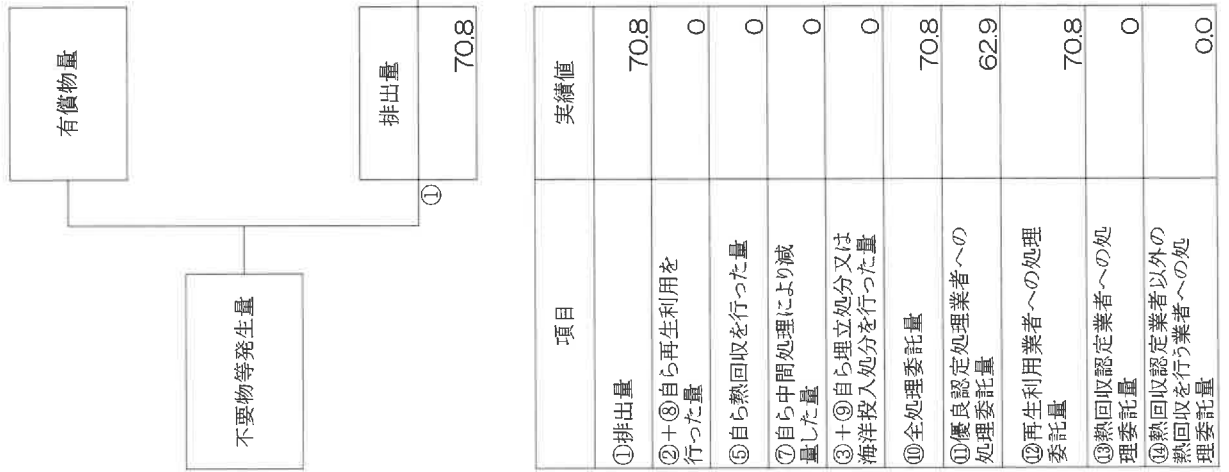 不要物等発生量
有償物量
①
排出量
70.8
項目
実績値
①排出量
70.8
②+⑧自ら再生利用を
行った量
0
⑤自ら熱回収を行った量
0
⑦自ら中間処理により減
量した量
0
③+⑨自ら埋立処分又は
海洋投入処分を行った量
0
⑩全処理委託量
70.8
⑪優良認定処理業者への
処理委託量
62.9
⑫再生利用業者への処理
委託量
70.8
⑬熱回収認定業者への処
理委託量
0
⑭熱回収認定業者以外の
熱回収を行う業者への処
理委託量
0.0